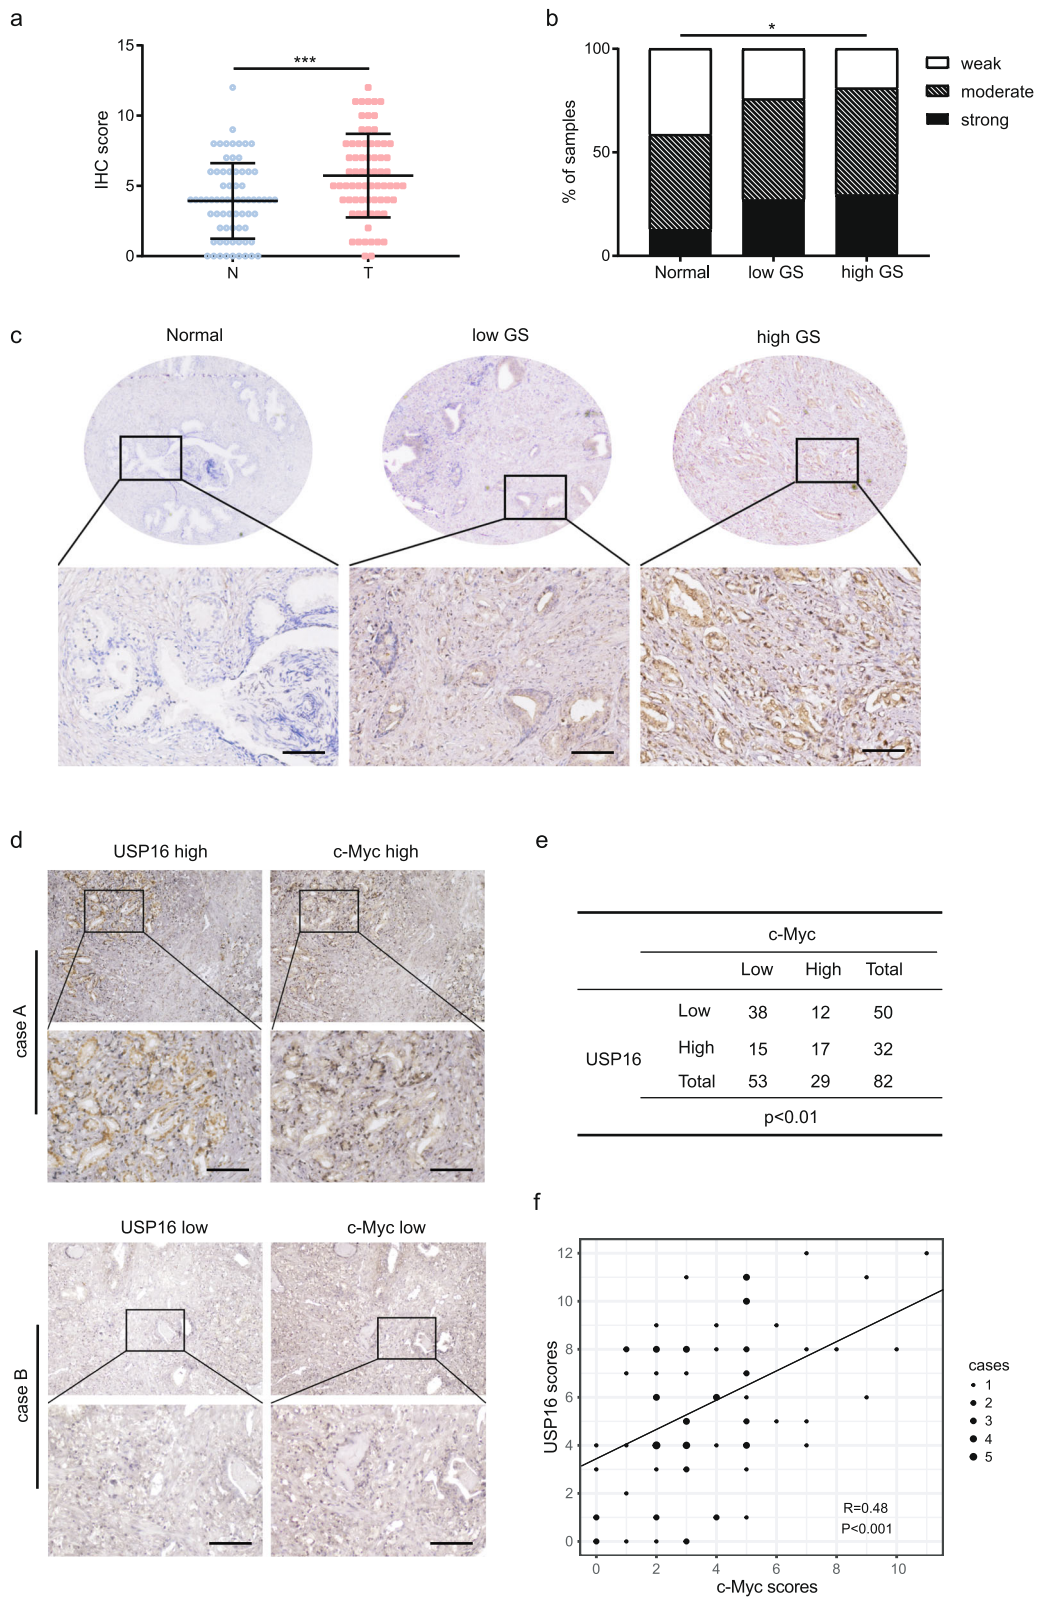 a
15
10
5
0
IHC score
***
N
T
b
*
100
50
0
% of samples
Normal
low GS
high GS
weak
moderate
strong
c
Normal
low GS
high GS
d
USP16 high
c-Myc high
case A
USP16 low
c-Myc low
case B
e
c-Myc
Low High Total
Low 38 12 50
USP16 High 15 17 32
Total 53 29 82
p<0.01
f
12
10
8
6
4
2
0
USP16 scores
R=0.48
P<0.001
0 2 4 6 8 10
c-Myc scores
cases
1
2
3
4
5